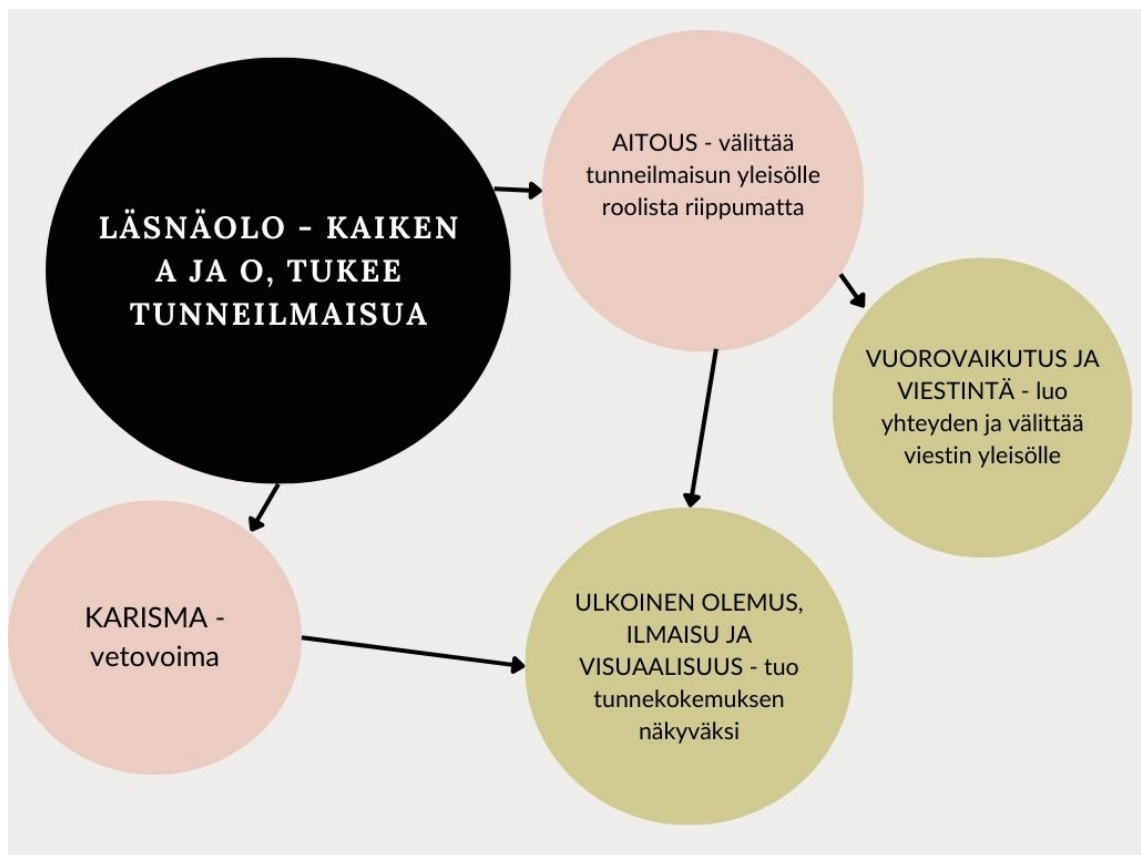 LÄSNÄOLO - KAIKEN
A JA O, TUKEE
TUNNEILMAISUA
AITOUS - välittää
tunneilmaisun yleisölle
roolista riippumatta
VUOROVAIKUTUS JA
VIESTINTÄ - luo
yhteyden ja välittää
viestin yleisölle
KARISMA -
vetovoima
ULKOINEN OLEMUS,
ILMAISU JA
VISUAALISUUS - tuo
tunnekokemuksen
näkyväksi